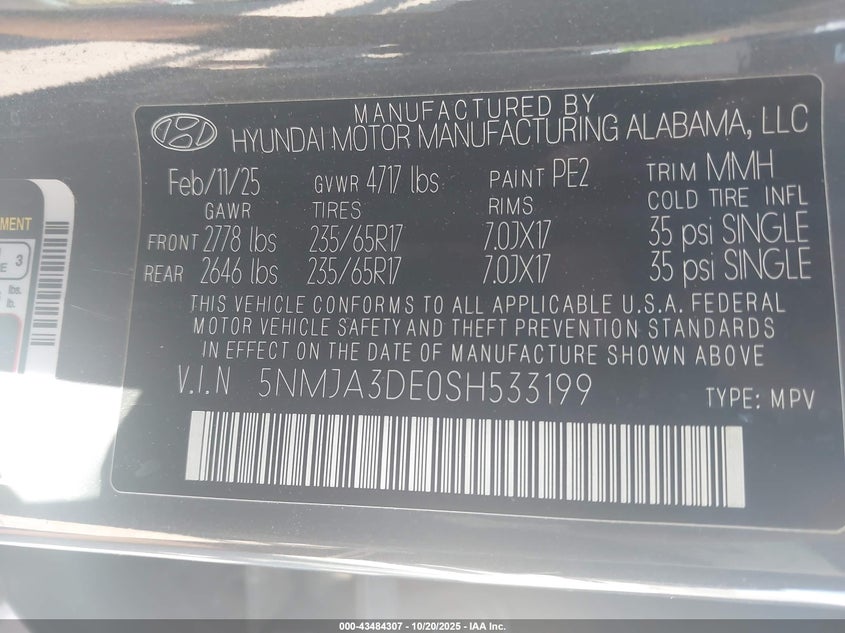 MANUFACTURED BY
HYUNDAI MOTOR MANUFACTURING ALABAMA, LLC
Feb/11/25 GVWR 4717 lbs PAINT PE2 TRIM MMH
GAWR TIRES RIMS COLD TIRE INFL
FRONT 2778 lbs 235/65R17 7.0JX17 35 psi SINGLE
REAR 2646 lbs 235/65R17 7.0JX17 35 psi SINGLE
THIS VEHICLE CONFORMS TO ALL APPLICABLE U.S.A. FEDERAL
MOTOR VEHICLE SAFETY AND THEFT PREVENTION STANDARDS
IN EFFECT ON THE DATE OF MANUFACTURE SHOWN ABOVE
V.I.N 5NMJA3DE0SH533199 TYPE: MPV
3
lbs.
lb.
000-43484307 - 10/20/2025 - IAA Inc.